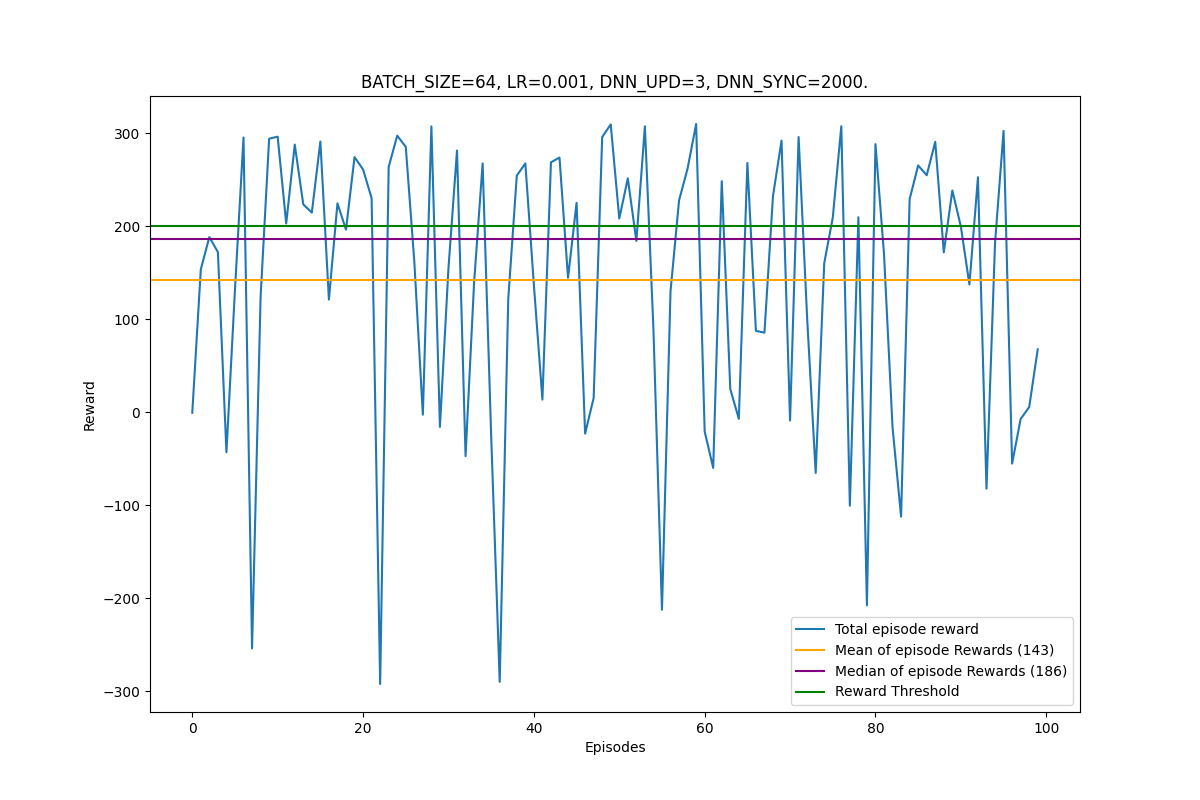 BATCH_SIZE=64, LR=0.001, DNN_UPD=3, DNN_SYNC=2000.
300
200
100
0
−100
−200
−300
Reward
Total episode reward
Mean of episode Rewards (143)
Median of episode Rewards (186)
Reward Threshold
0 20 40 60 80 100
Episodes